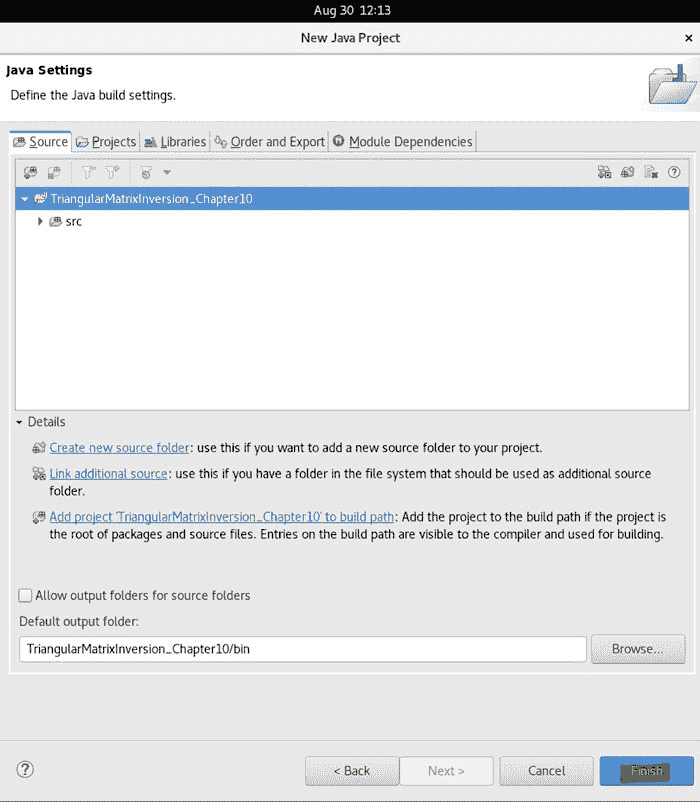 Aug 30 12:13
New Java Project
×
Java Settings
Define the Java build settings.
Source Projects Libraries Order and Export Module Dependencies
TriangularMatrixInversion_Chapter10
src
Details
Create new source folder: use this if you want to add a new source folder to your project.
Link additional source: use this if you have a folder in the file system that should be used as additional source
folder.
Add project 'TriangularMatrixInversion_Chapter10' to build path: Add the project to the build path if the project is
the root of packages and source files. Entries on the build path are visible to the compiler and used for building.
Allow output folders for source folders
Default output folder:
TriangularMatrixInversion_Chapter10/bin Browse...
? < Back Next > Cancel Finish